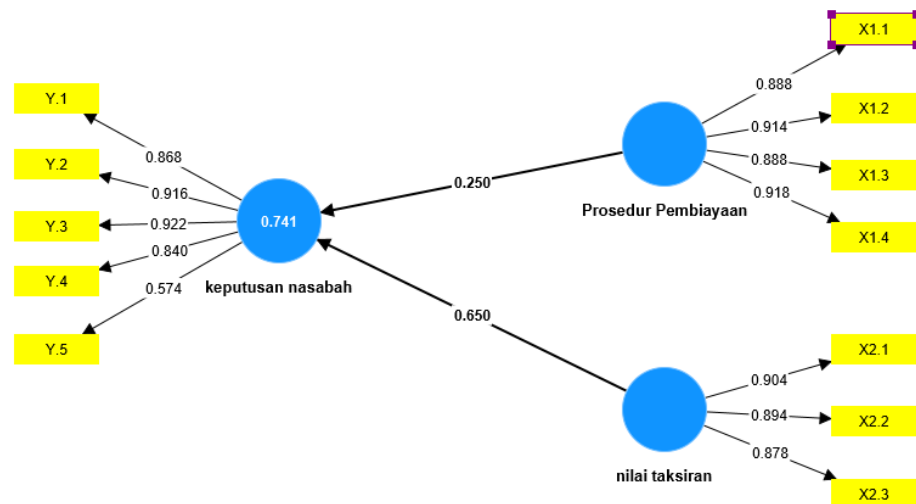 X1.1
Y.1
0.888
X1.2
0.914
0.868
Y.2
X1.3
0.888
0.916
0.250
0.918
Y.3
0.922
0.741
Prosedur Pembiayaan
X1.4
0.840
Y.4
keputusan nasabah
0.574
0.650
Y.5
X2.1
0.904
X2.2
0.894
0.878
nilai taksiran
X2.3